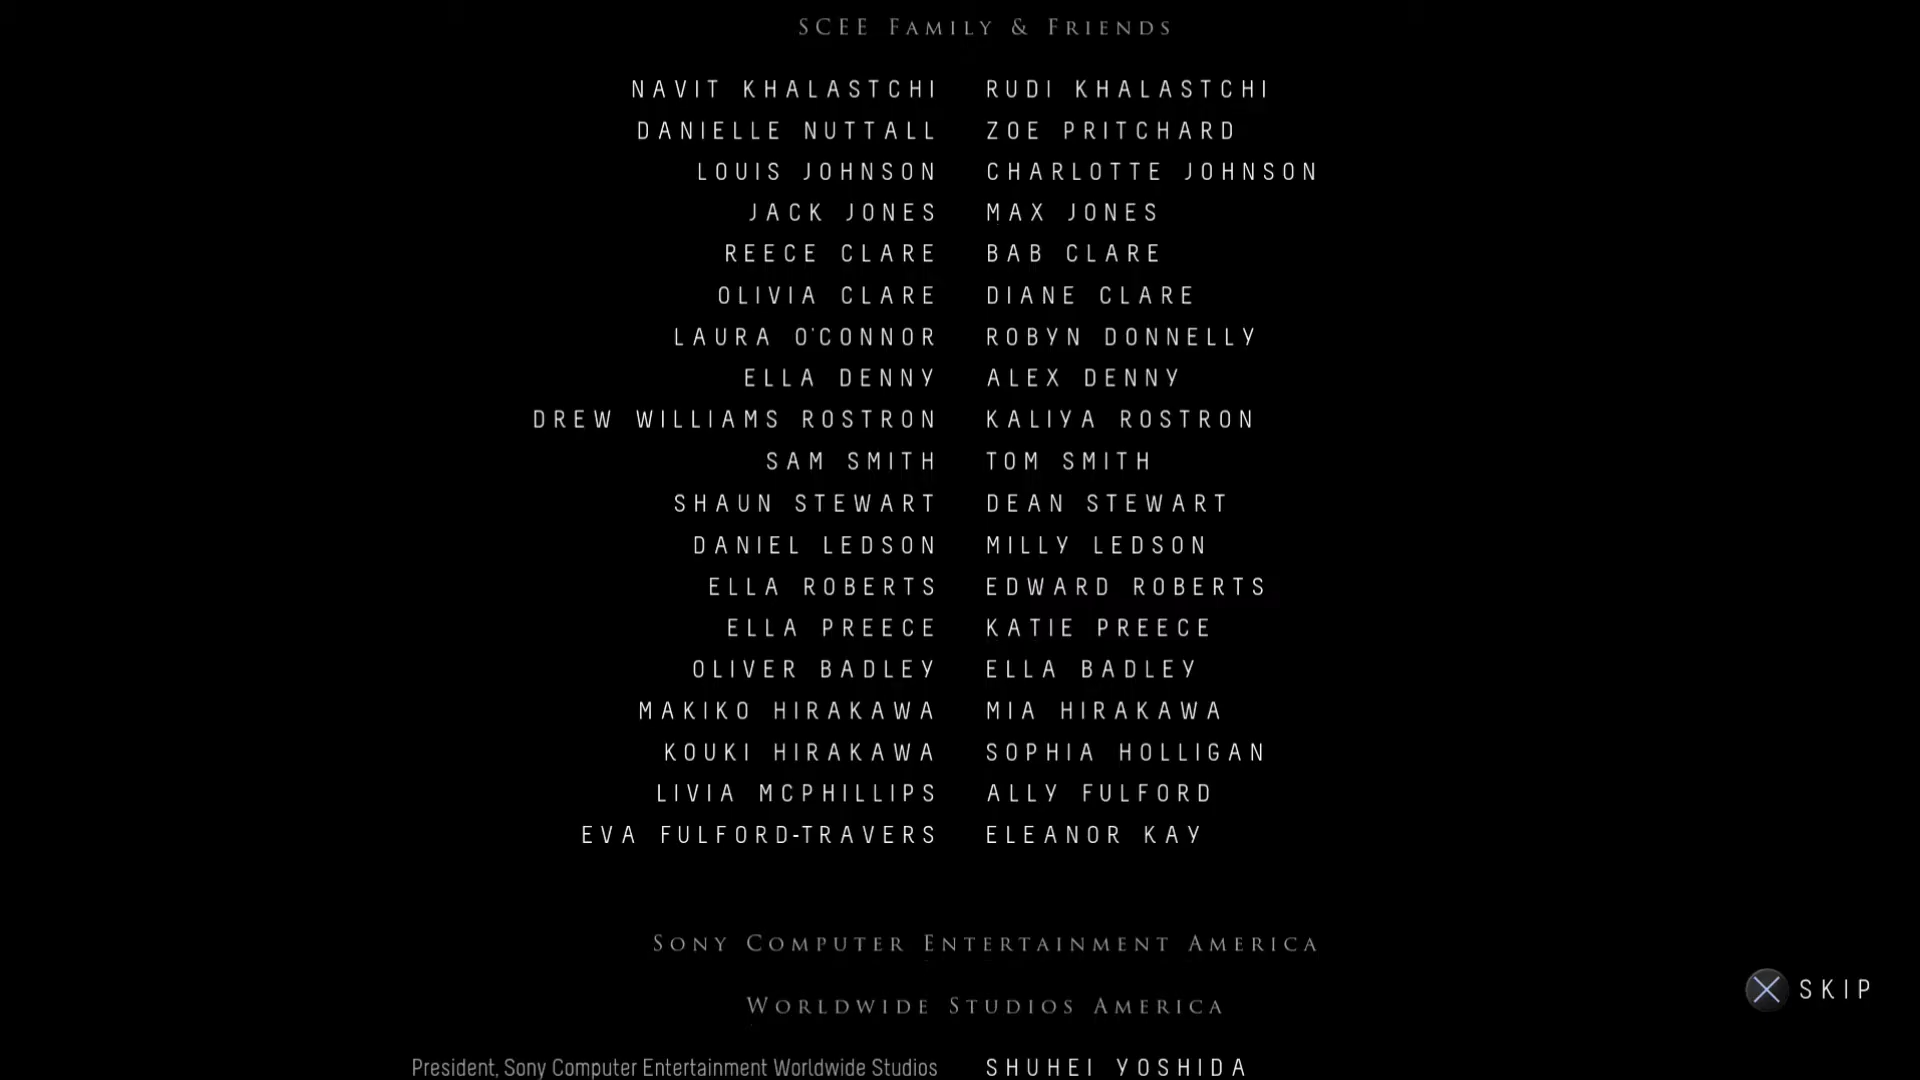 SCEE Family & Friends
NAVIT KHALASTCHI RUDI KHALASTCHI
DANIELLE NUTTALL ZOE PRITCHARD
LOUIS JOHNSON CHARLOTTE JOHNSON
JACK JONES MAX JONES
REECE CLARE BAB CLARE
OLIVIA CLARE DIANE CLARE
LAURA O'CONNOR ROBYN DONNELLY
ELLA DENNY ALEX DENNY
DREW WILLIAMS ROSTRON KALIYA ROSTRON
SAM SMITH TOM SMITH
SHAUN STEWART DEAN STEWART
DANIEL LEDSON MILLY LEDSON
ELLA ROBERTS EDWARD ROBERTS
ELLA PREECE KATIE PREECE
OLIVER BADLEY ELLA BADLEY
MAKIKO HIRAKAWA MIA HIRAKAWA
KOUKI HIRAKAWA SOPHIA HOLLIGAN
LIVIA MCPHILLIPS ALLY FULFORD
EVA FULFORD-TRAVERS ELEANOR KAY
Sony Computer Entertainment America
SKIP
Worldwide Studios America
President, Sony Computer Entertainment Worldwide Studios SHUHEI YOSHIDA